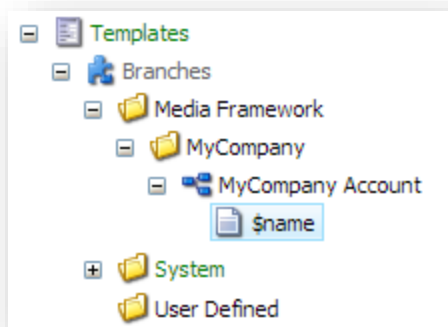 Templates
Branches
Media Framework
MyCompany
MyCompany Account
$name
System
User Defined